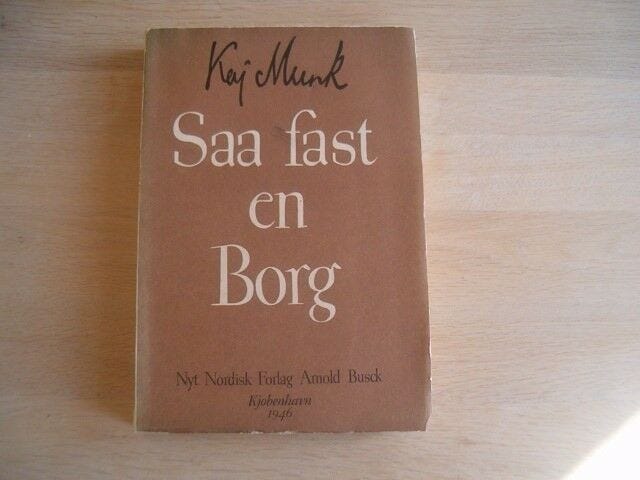 Kaj Munk
Saa fast
en
Borg
Nyt Nordisk Forlag Arnold Busck
Kjøbenhavn
1946